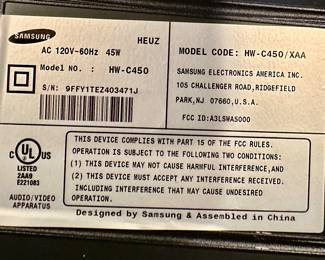 SAMSUNG HEUZ
AC 120V~60Hz 45W
Model NO. : HW-C450
S/N: 9FFY1TEZ403471J
MODEL CODE: HW-C450/XAA
SAMSUNG ELECTRONICS AMERICA INC.
105 CHALLENGER ROAD, RIDGEFIELD
PARK, NJ 07660, U.S.A.
FCC ID: A3LSWAS000
C UL US
LISTED
2AA9
E221083
AUDIO/VIDEO
APPARATUS
THIS DEVICE COMPLIES WITH PART 15 OF THE FCC RULES.
OPERATION IS SUBJECT TO THE FOLLOWING TWO CONDITIONS:
(1) THIS DEVICE MAY NOT CAUSE HARMFUL INTERFERENCE, AND
(2) THIS DEVICE MUST ACCEPT ANY INTERFERENCE RECEIVED,
INCLUDING INTERFERENCE THAT MAY CAUSE UNDESIRED
OPERATION.
Designed by Samsung & Assembled in China